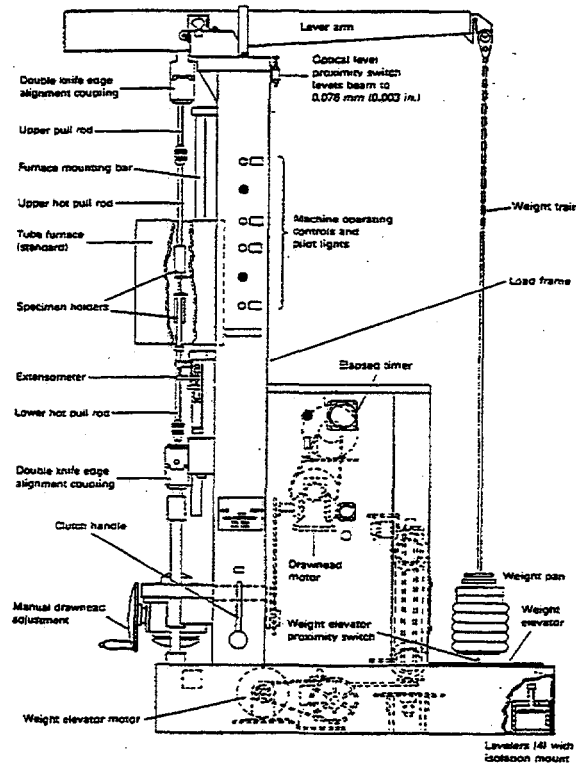 Lever arm
Optical level
proximity switch
levels beam to
0.076 mm (0.003 in.)
Double knife edge
alignment coupling
Upper pull rod
Furnace mounting bar
Upper hot pull rod
Tube furnace
(standard)
Machine operating
controls and
pilot lights
Weight train
Load frame
Specimen holders
Elapsed timer
Extensometer
Lower hot pull rod
Double knife edge
alignment coupling
Clutch handle
Drawhead
motor
Weight pan
Manual drawhead
adjustment
Weight elevator
proximity switch
Weight
elevator
Weight elevator motor
Levelers (4) with
isolation mount